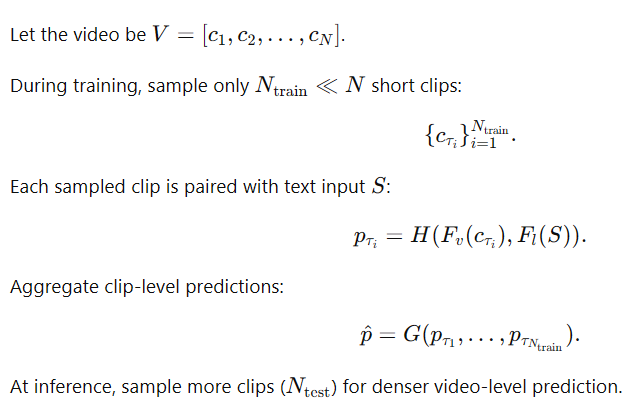 Let the video be V = [c₁, c₂, . . . , c_N].
During training, sample only N_train ≪ N short clips:
{c_{τ_i}}_{i=1}^{N_train}.
Each sampled clip is paired with text input S:
p_{τ_i} = H(F_v(c_{τ_i}), F_l(S)).
Aggregate clip-level predictions:
p̂ = G(p_{τ_1}, . . . , p_{τ_{N_train}}).
At inference, sample more clips (N_test) for denser video-level prediction.